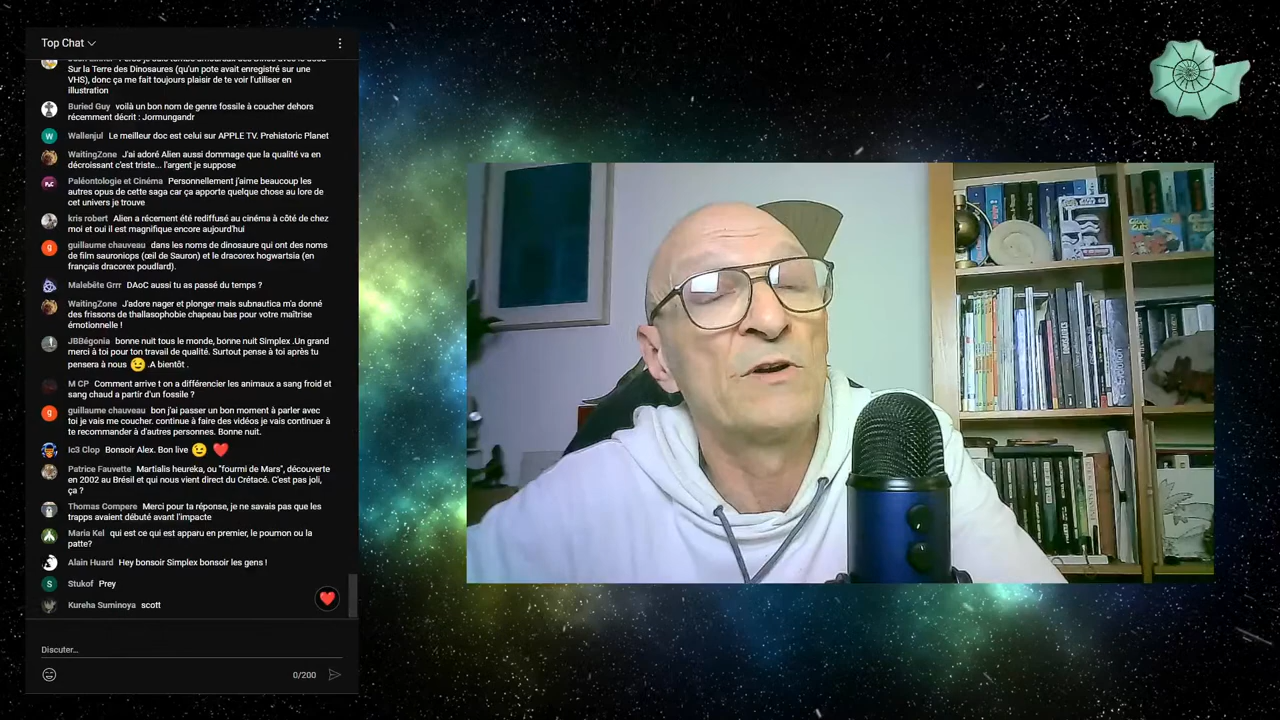 Top Chat
Sur la Terre des Dinosaures (qu'un pote avait enregistré sur une
VHS), donc ça me fait toujours plaisir de te voir l'utiliser en
illustration
Buried Guy voilà un bon nom de genre fossile à coucher dehors
récemment décrit : Jormungandr
W Wallenjul Le meilleur doc est celui sur APPLE TV. Prehistoric Planet
WaitingZone J'ai adoré Alien aussi dommage que la qualité va en
décroissant c'est triste... l'argent je suppose
Paléontologie et Cinéma Personnellement j'aime beaucoup les
autres opus de cette saga car ça apporte quelque chose au lore de
cet univers je trouve
kris robert Alien a récement été rediffusé au cinéma à côté de chez
moi et oui il est magnifique encore aujourd'hui
g guillaume chauveau dans les noms de dinosaure qui ont des noms
de film sauroniops (œil de Sauron) et le dracorex hogwartsia (en
français dracorex poudlard).
Malebête Grrr DAoC aussi tu as passé du temps ?
WaitingZone J'adore nager et plonger mais subnautica m'a donné
des frissons de thallasophobie chapeau bas pour votre maîtrise
émotionnelle !
JBBégonia bonne nuit tous le monde, bonne nuit Simplex .Un grand
merci à toi pour ton travail de qualité. Surtout pense à toi après tu
pensera à nous 😉 .A bientôt .
M CP Comment arrive t on a différencier les animaux a sang froid et
sang chaud a partir d'un fossile ?
g guillaume chauveau bon j'ai passer un bon moment à parler avec
toi je vais me coucher. continue à faire des vidéos je vais continuer à
te recommander à d'autres personnes. Bonne nuit.
Ic3 Clop Bonsoir Alex. Bon live 😉 ❤️
Patrice Fauvette Martialis heureka, ou "fourmi de Mars", découverte
en 2002 au Brésil et qui nous vient direct du Crétacé. C'est pas joli,
ça ?
Thomas Compere Merci pour ta réponse, je ne savais pas que les
trapps avaient débuté avant l'impacte
Maria Kel qui est ce qui est apparu en premier, le poumon ou la
patte?
Alain Huard Hey bonsoir Simplex bonsoir les gens !
S Stukof Prey
Kureha Suminoya scott
Discuter...
0/200